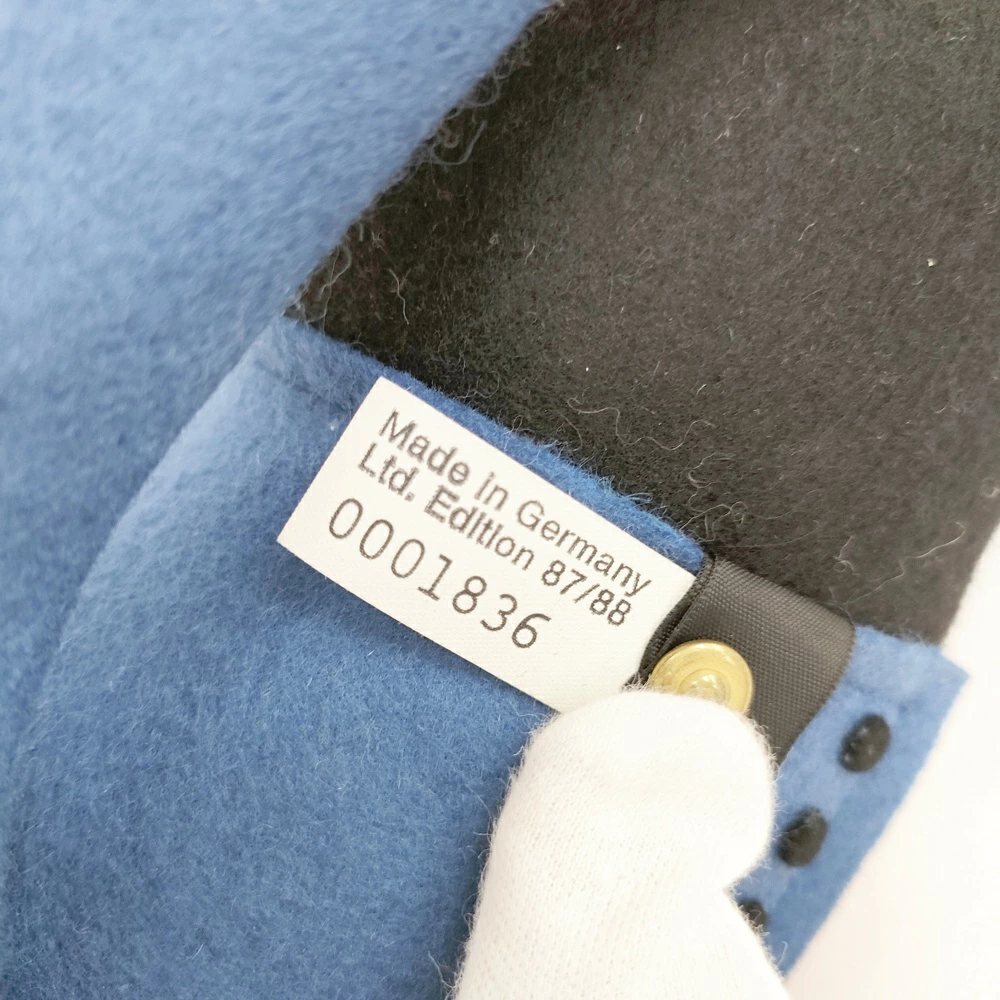 Made in Germany
Ltd. Edition 87/88
0001836